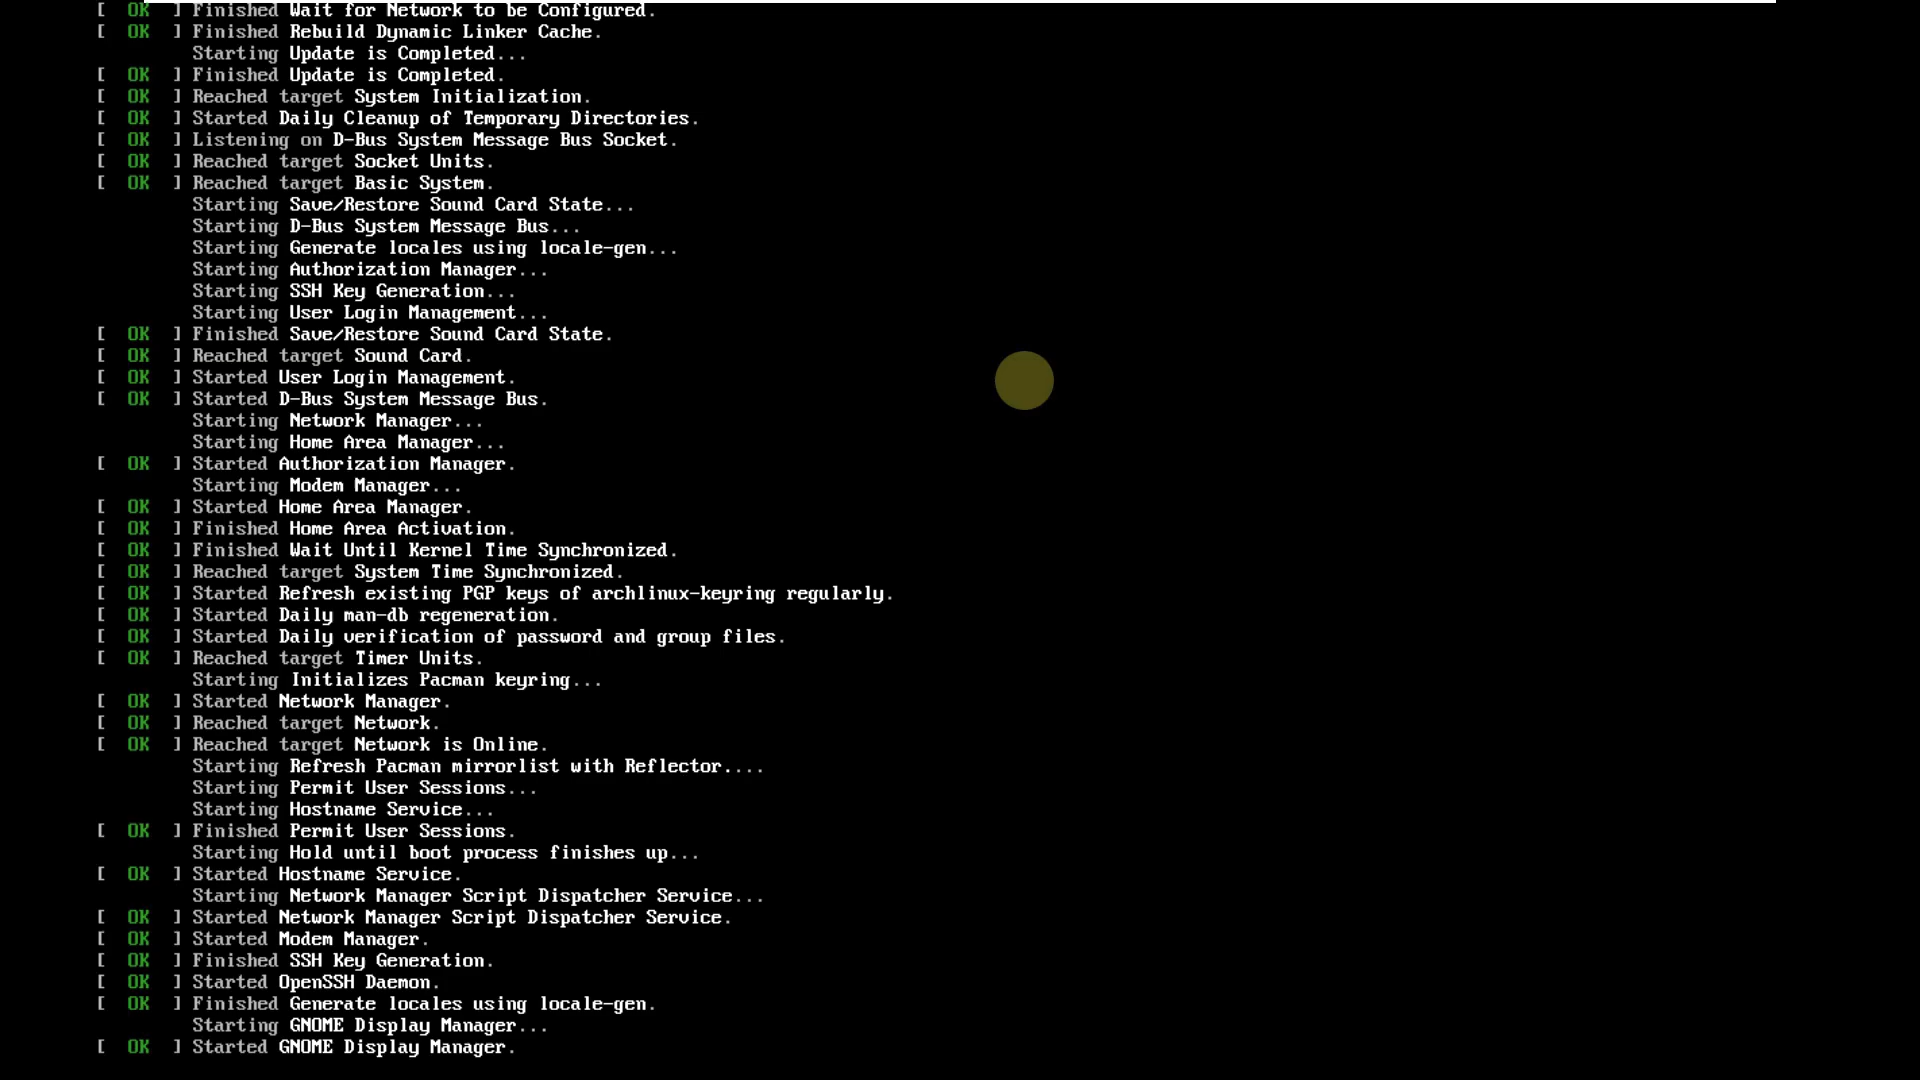 [  OK  ] Finished Wait for Network to be Configured.
[  OK  ] Finished Rebuild Dynamic Linker Cache.
Starting Update is Completed...
[  OK  ] Finished Update is Completed.
[  OK  ] Reached target System Initialization.
[  OK  ] Started Daily Cleanup of Temporary Directories.
[  OK  ] Listening on D-Bus System Message Bus Socket.
[  OK  ] Reached target Socket Units.
[  OK  ] Reached target Basic System.
Starting Save/Restore Sound Card State...
Starting D-Bus System Message Bus...
Starting Generate locales using locale-gen...
Starting Authorization Manager...
Starting SSH Key Generation...
Starting User Login Management...
[  OK  ] Finished Save/Restore Sound Card State.
[  OK  ] Reached target Sound Card.
[  OK  ] Started User Login Management.
[  OK  ] Started D-Bus System Message Bus.
Starting Network Manager...
Starting Home Area Manager...
[  OK  ] Started Authorization Manager.
Starting Modem Manager...
[  OK  ] Started Home Area Manager.
[  OK  ] Finished Home Area Activation.
[  OK  ] Finished Wait Until Kernel Time Synchronized.
[  OK  ] Reached target System Time Synchronized.
[  OK  ] Started Refresh existing PGP keys of archlinux-keyring regularly.
[  OK  ] Started Daily man-db regeneration.
[  OK  ] Started Daily verification of password and group files.
[  OK  ] Reached target Timer Units.
Starting Initializes Pacman keyring...
[  OK  ] Started Network Manager.
[  OK  ] Reached target Network.
[  OK  ] Reached target Network is Online.
Starting Refresh Pacman mirrorlist with Reflector....
Starting Permit User Sessions...
Starting Hostname Service...
[  OK  ] Finished Permit User Sessions.
Starting Hold until boot process finishes up...
[  OK  ] Started Hostname Service.
Starting Network Manager Script Dispatcher Service...
[  OK  ] Started Network Manager Script Dispatcher Service.
[  OK  ] Started Modem Manager.
[  OK  ] Finished SSH Key Generation.
[  OK  ] Started OpenSSH Daemon.
[  OK  ] Finished Generate locales using locale-gen.
Starting GNOME Display Manager...
[  OK  ] Started GNOME Display Manager.